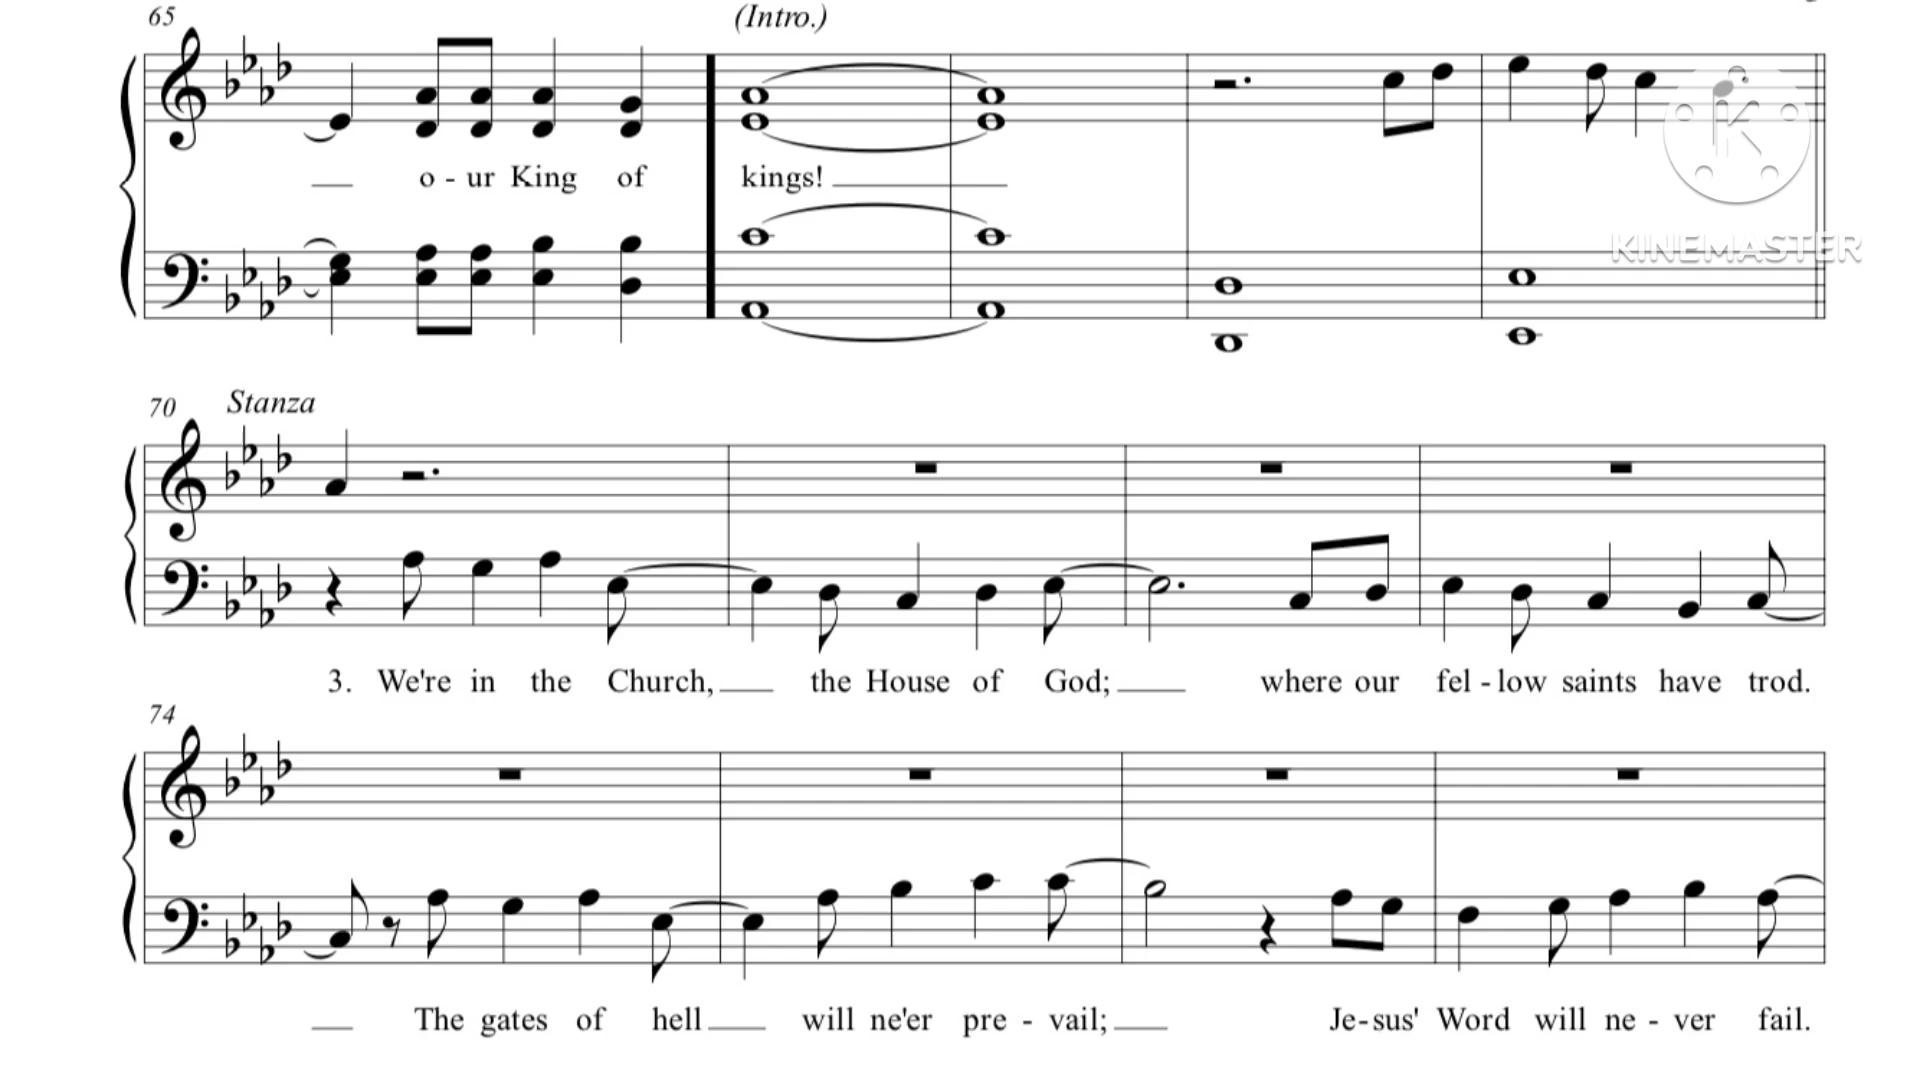 65 (Intro.)
o - ur King of kings!
KINEMASTER
70 Stanza
3. We're in the Church, the House of God; where our fel - low saints have trod.
74
The gates of hell will ne'er pre - vail; Je - sus' Word will ne - ver fail.